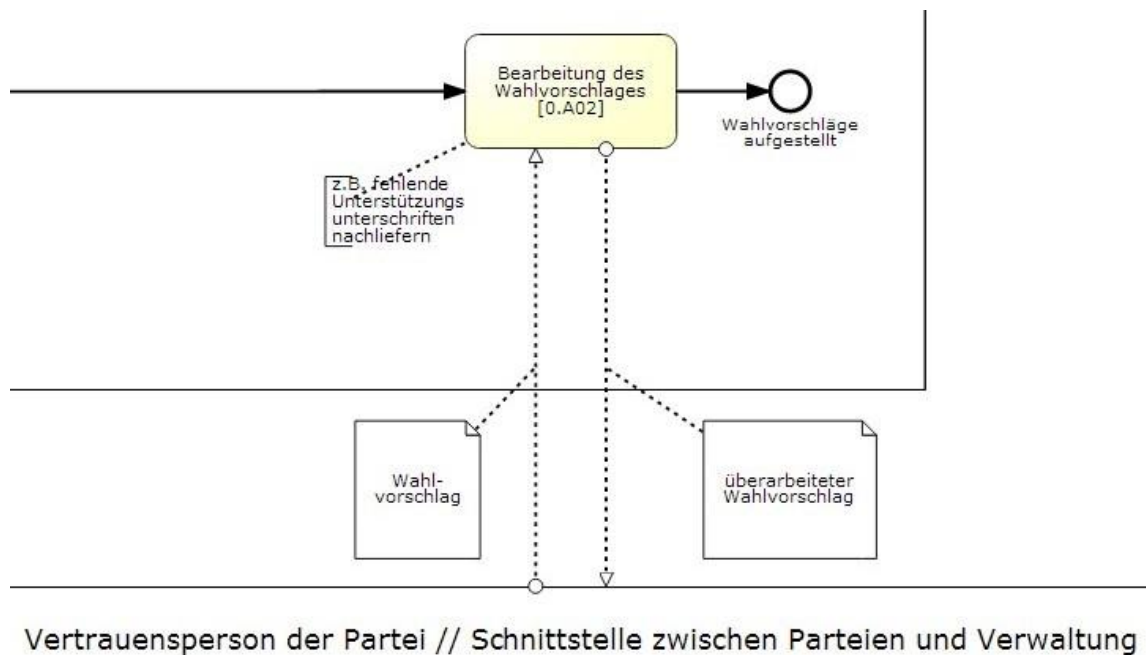 Bearbeitung des
Wahlvorschlages
[0.A02]
Wahlvorschläge
aufgestellt
z.B. fehlende
Unterstützungs
unterschriften
nachliefern
Wahl-
vorschlag
überarbeiteter
Wahlvorschlag
Vertrauensperson der Partei // Schnittstelle zwischen Parteien und Verwaltung